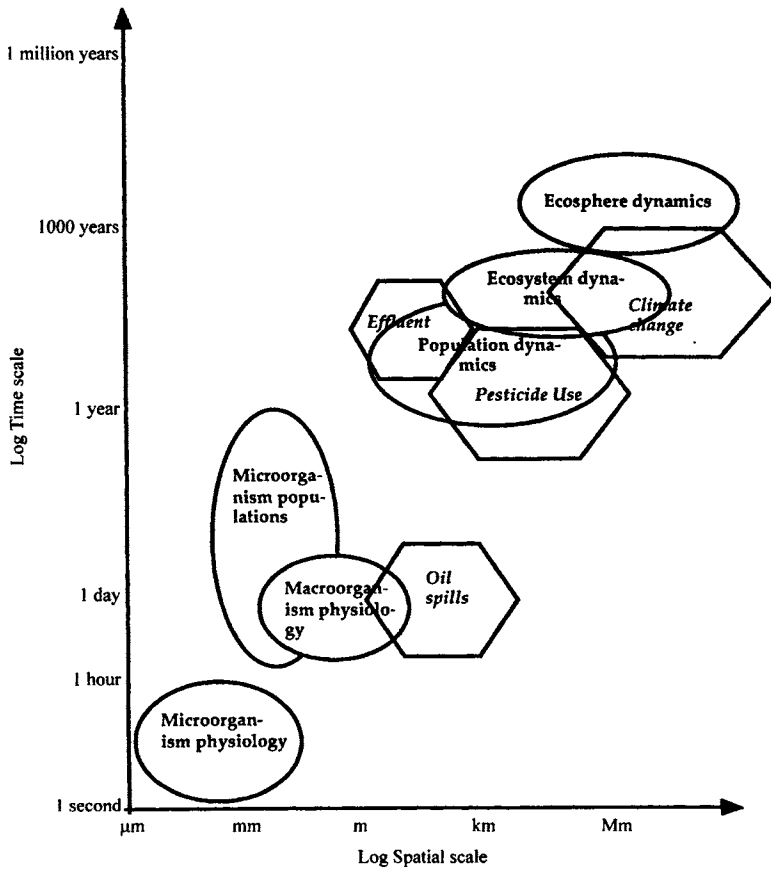 1 million years
Ecosphere dynamics
1000 years
Ecosystem dyna-
mics
Climate
change
Effluent
Population dyna-
mics
Pesticide Use
1 year
Log Time scale
Microorga-
nism popu-
lations
Oil
spills
Macroorgan-
ism physiolo-
gy
1 day
1 hour
Microorgan-
ism physiology
1 second
µm mm m km Mm
Log Spatial scale